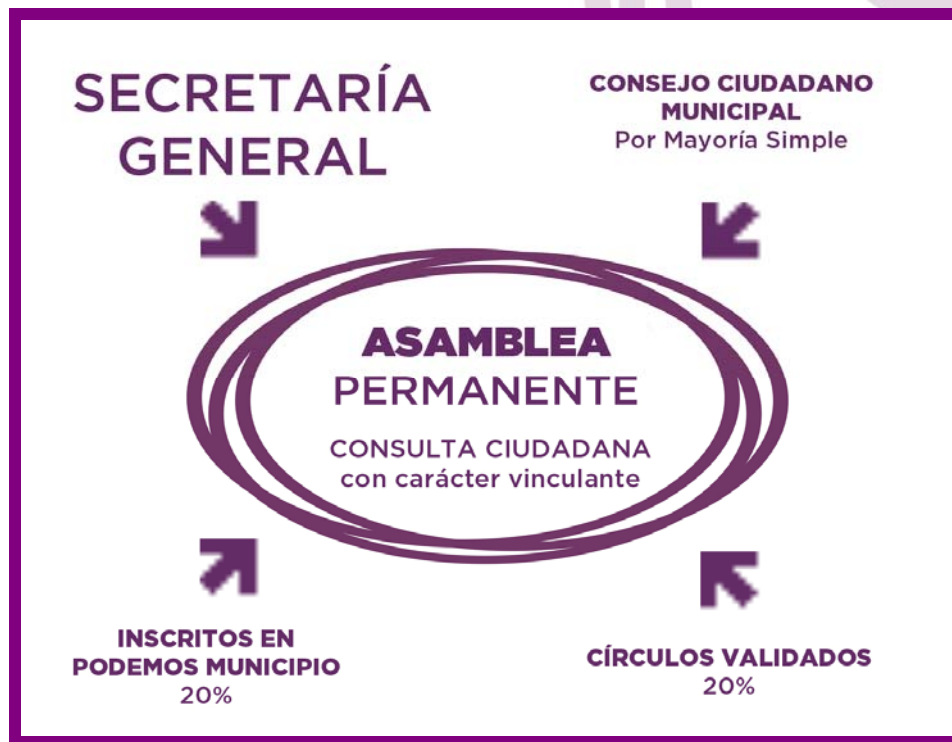 SECRETARÍA
GENERAL
CONSEJO CIUDADANO
MUNICIPAL
Por Mayoría Simple
ASAMBLEA
PERMANENTE
CONSULTA CIUDADANA
con carácter vinculante
INSCRITOS EN
PODEMOS MUNICIPIO
20%
CÍRCULOS VALIDADOS
20%